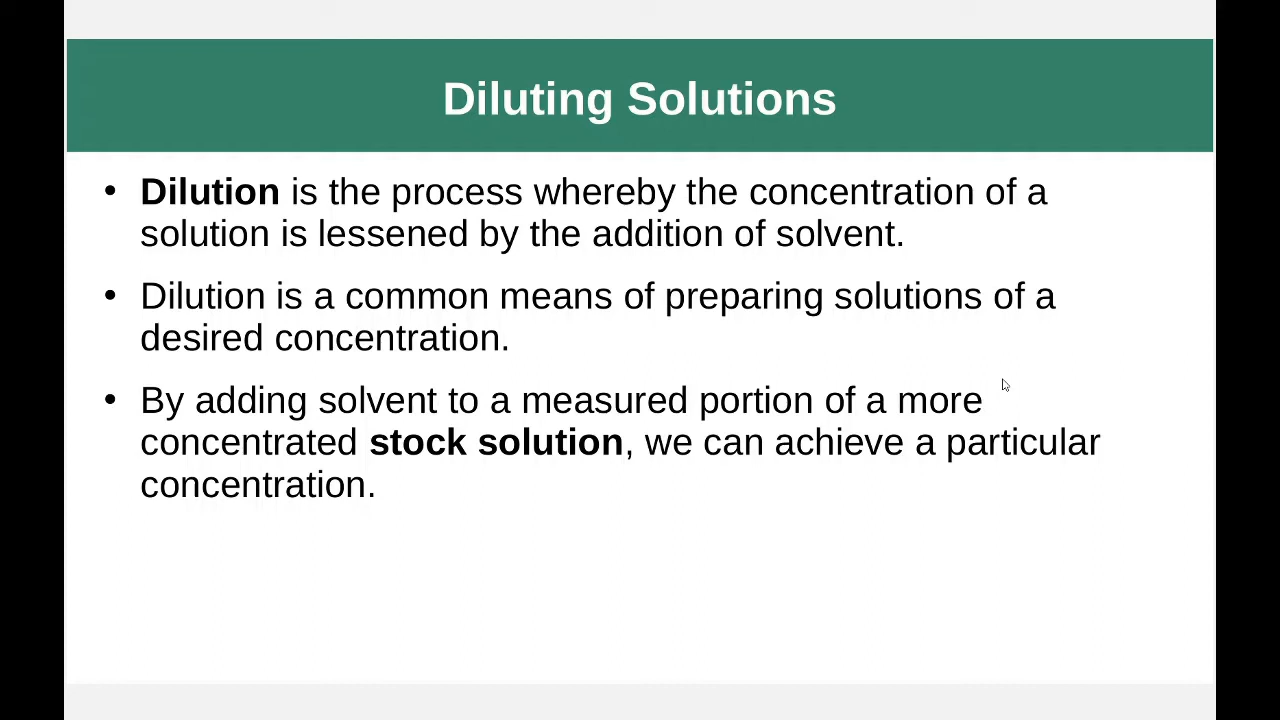 Diluting Solutions
• Dilution is the process whereby the concentration of a
solution is lessened by the addition of solvent.
• Dilution is a common means of preparing solutions of a
desired concentration.
• By adding solvent to a measured portion of a more
concentrated stock solution, we can achieve a particular
concentration.